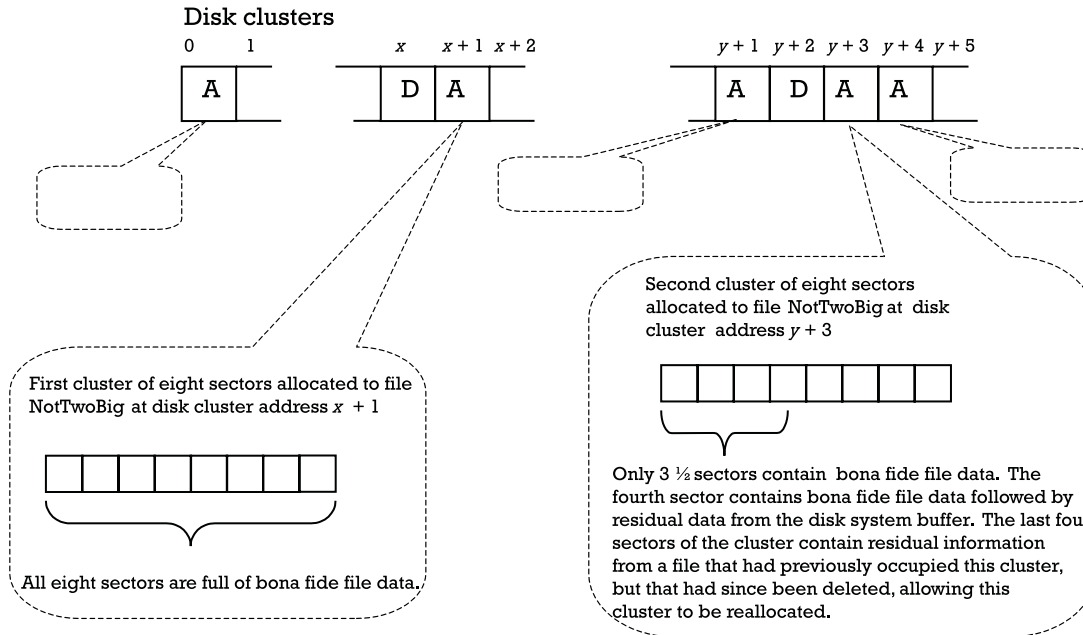 Disk clusters
0 1 x x + 1 x + 2 y + 1 y + 2 y + 3 y + 4 y + 5
A D A A D A A
Second cluster of eight sectors
allocated to file NotTwoBig at disk
cluster address y + 3
First cluster of eight sectors allocated to file
NotTwoBig at disk cluster address x + 1
Only 3 ½ sectors contain bona fide file data. The
fourth sector contains bona fide file data followed by
residual data from the disk system buffer. The last fou
sectors of the cluster contain residual information
from a file that had previously occupied this cluster,
but that had since been deleted, allowing this
cluster to be reallocated.
All eight sectors are full of bona fide file data.